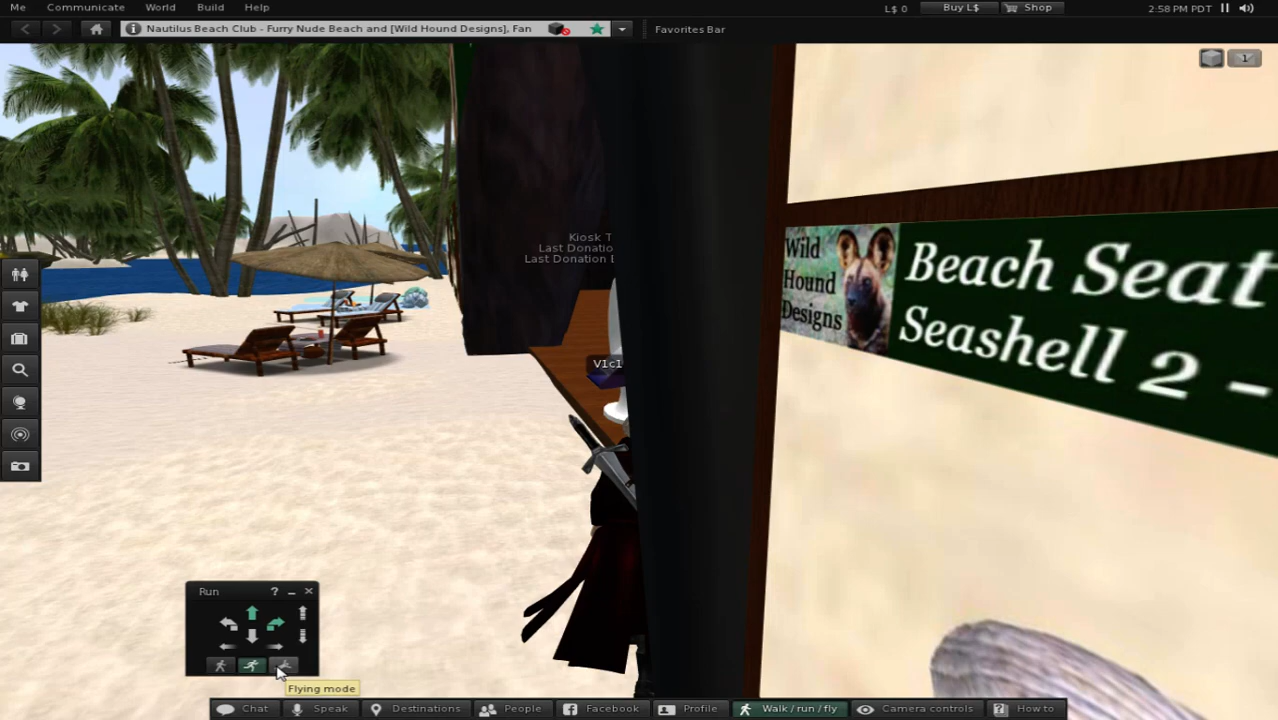 Me Communicate World Build Help
L$ 0 Buy L$ Shop 2:58 PM PDT
Nautilus Beach Club - Furry Nude Beach and [Wild Hound Designs], Fan
Favorites Bar
1
Kiosk T
Last Donatio
Last Donation
Wild
Hound
Designs
Beach Seat
Seashell 2 -
V1c1
Run ?
Flying mode
Chat Speak Destinations People Facebook Profile Walk / run / fly Camera controls How to